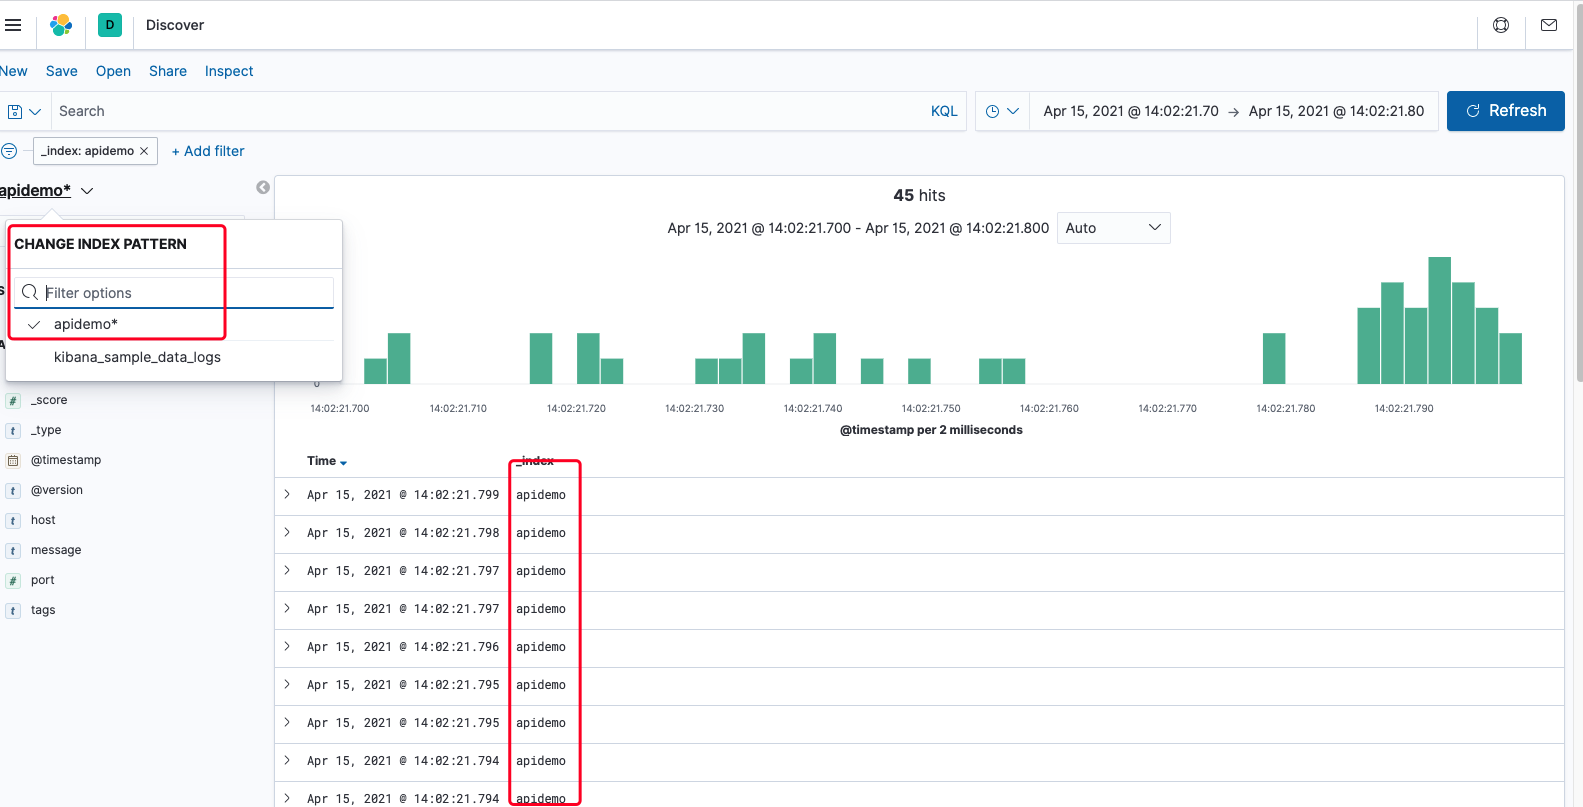 D Discover
New Save Open Share Inspect
Search KQL Apr 15, 2021 @ 14:02:21.70 → Apr 15, 2021 @ 14:02:21.80 Refresh
_index: apidemo × + Add filter
apidemo*
45 hits
Apr 15, 2021 @ 14:02:21.700 - Apr 15, 2021 @ 14:02:21.800 Auto
CHANGE INDEX PATTERN
Filter options
apidemo*
kibana_sample_data_logs
# _score
t _type
@timestamp
t @version
t host
t message
# port
t tags
0
14:02:21.700 14:02:21.710 14:02:21.720 14:02:21.730 14:02:21.740 14:02:21.750 14:02:21.760 14:02:21.770 14:02:21.780 14:02:21.790
@timestamp per 2 milliseconds
Time _index
Apr 15, 2021 @ 14:02:21.799 apidemo
Apr 15, 2021 @ 14:02:21.798 apidemo
Apr 15, 2021 @ 14:02:21.797 apidemo
Apr 15, 2021 @ 14:02:21.797 apidemo
Apr 15, 2021 @ 14:02:21.796 apidemo
Apr 15, 2021 @ 14:02:21.795 apidemo
Apr 15, 2021 @ 14:02:21.795 apidemo
Apr 15, 2021 @ 14:02:21.794 apidemo
Apr 15, 2021 @ 14:02:21.794 apidemo